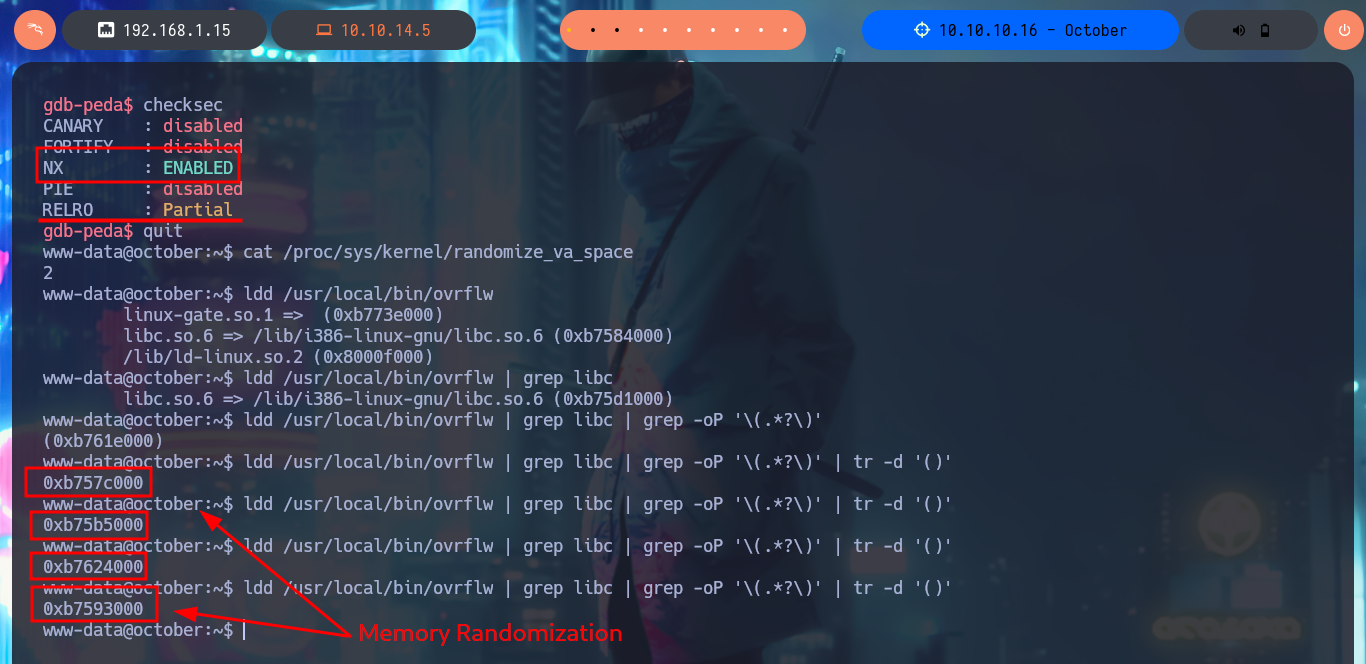 192.168.1.15 10.10.14.5 10.10.10.16 - October
gdb-peda$ checksec
CANARY    : disabled
FORTIFY   : disabled
NX        : ENABLED
PIE       : disabled
RELRO     : Partial
gdb-peda$ quit
www-data@october:~$ cat /proc/sys/kernel/randomize_va_space
2
www-data@october:~$ ldd /usr/local/bin/ovrflw
        linux-gate.so.1 =>  (0xb773e000)
        libc.so.6 => /lib/i386-linux-gnu/libc.so.6 (0xb7584000)
        /lib/ld-linux.so.2 (0x8000f000)
www-data@october:~$ ldd /usr/local/bin/ovrflw | grep libc
        libc.so.6 => /lib/i386-linux-gnu/libc.so.6 (0xb75d1000)
www-data@october:~$ ldd /usr/local/bin/ovrflw | grep libc | grep -oP '\(.*?\)'
(0xb761e000)
www-data@october:~$ ldd /usr/local/bin/ovrflw | grep libc | grep -oP '\(.*?\)' | tr -d '()'
0xb757c000
www-data@october:~$ ldd /usr/local/bin/ovrflw | grep libc | grep -oP '\(.*?\)' | tr -d '()'
0xb75b5000
www-data@october:~$ ldd /usr/local/bin/ovrflw | grep libc | grep -oP '\(.*?\)' | tr -d '()'
0xb7624000
www-data@october:~$ ldd /usr/local/bin/ovrflw | grep libc | grep -oP '\(.*?\)' | tr -d '()'
0xb7593000
www-data@october:~$
Memory Randomization